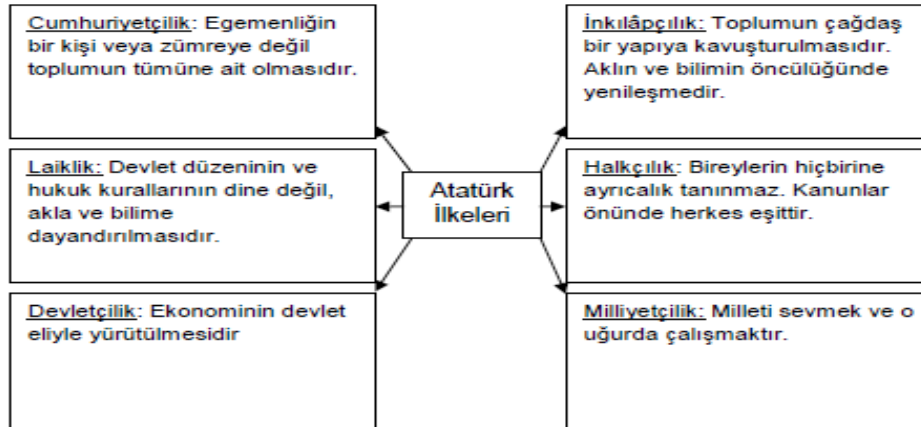 Cumhuriyetçilik: Egemenliğin
bir kişi veya zümreye değil
toplumun tümüne ait olmasıdır.
İnkılâpçılık: Toplumun çağdaş
bir yapıya kavuşturulmasıdır.
Aklın ve bilimin öncülüğünde
yenileşmedir.
Laiklik: Devlet düzeninin ve
hukuk kurallarının dine değil,
akla ve bilime
dayandırılmasıdır.
Atatürk
İlkeleri
Halkçılık: Bireylerin hiçbirine
ayrıcalık tanınmaz. Kanunlar
önünde herkes eşittir.
Devletçilik: Ekonominin devlet
eliyle yürütülmesidir
Milliyetçilik: Milleti sevmek ve o
uğurda çalışmaktır.